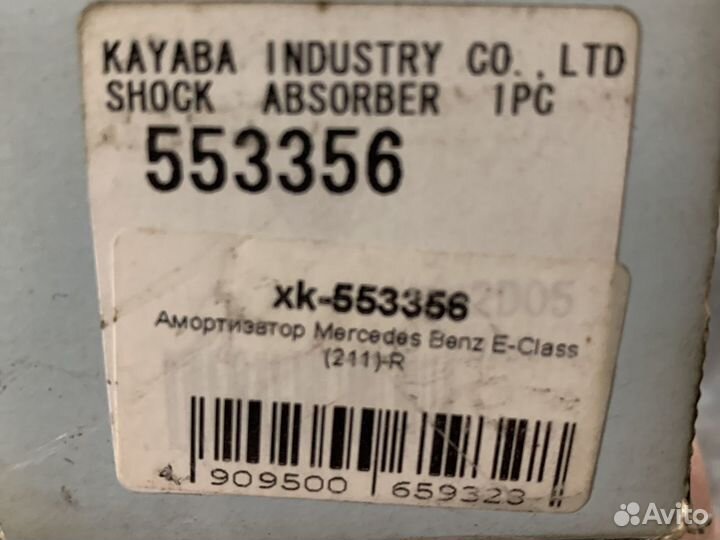 KAYABA INDUSTRY CO.,LTD
SHOCK ABSORBER 1PC
553356
xk-553356
2D05
Амортизатор Mercedes Benz E-Class
(211)-R
4 909500 659323
Avito